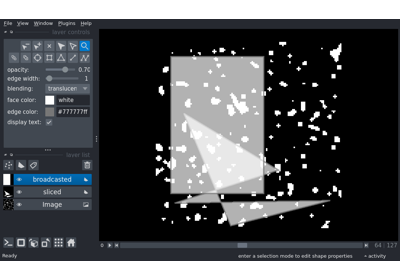 File View Window Plugins Help
layer controls
opacity: 0.70
edge width: 1
blending: translucen
face color: white
edge color: #777777ff
display text:
layer list
broadcasted
sliced
Image
0 64 127
Ready enter a selection mode to edit shape properties activity